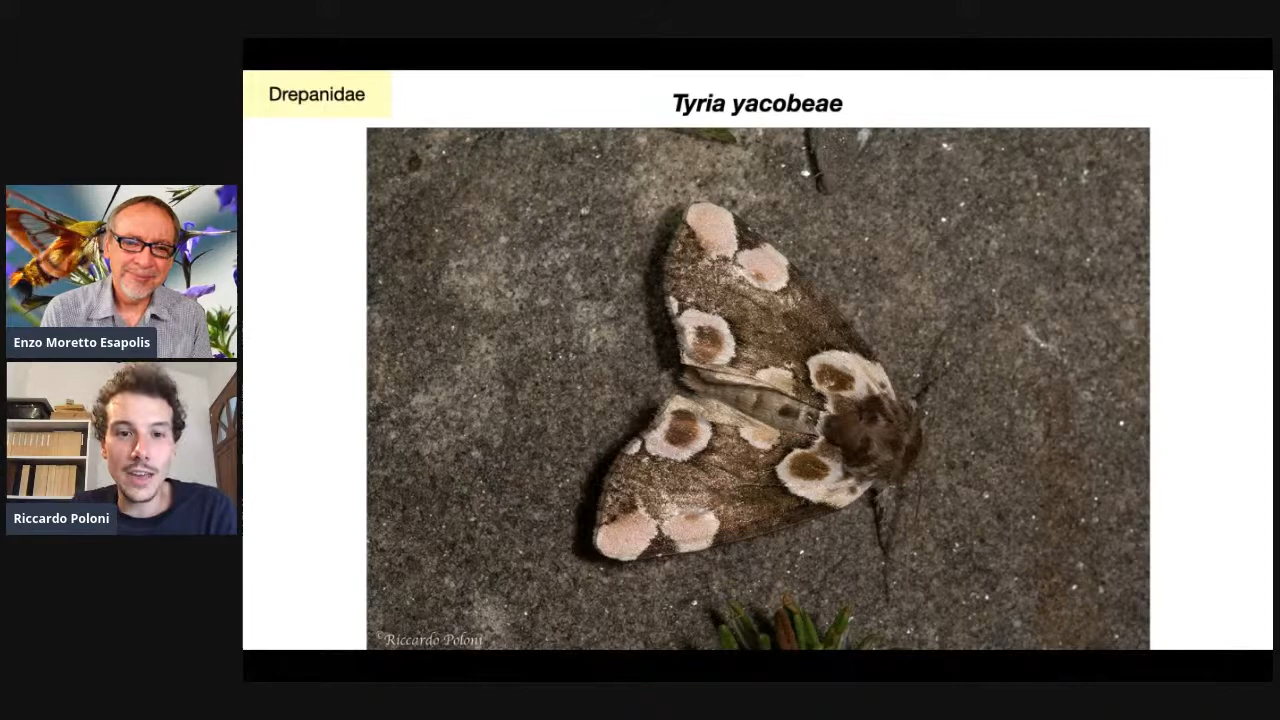 Drepanidae
Tyria yacobeae
Enzo Moretto Esapolis
Riccardo Poloni
©Riccardo Poloni